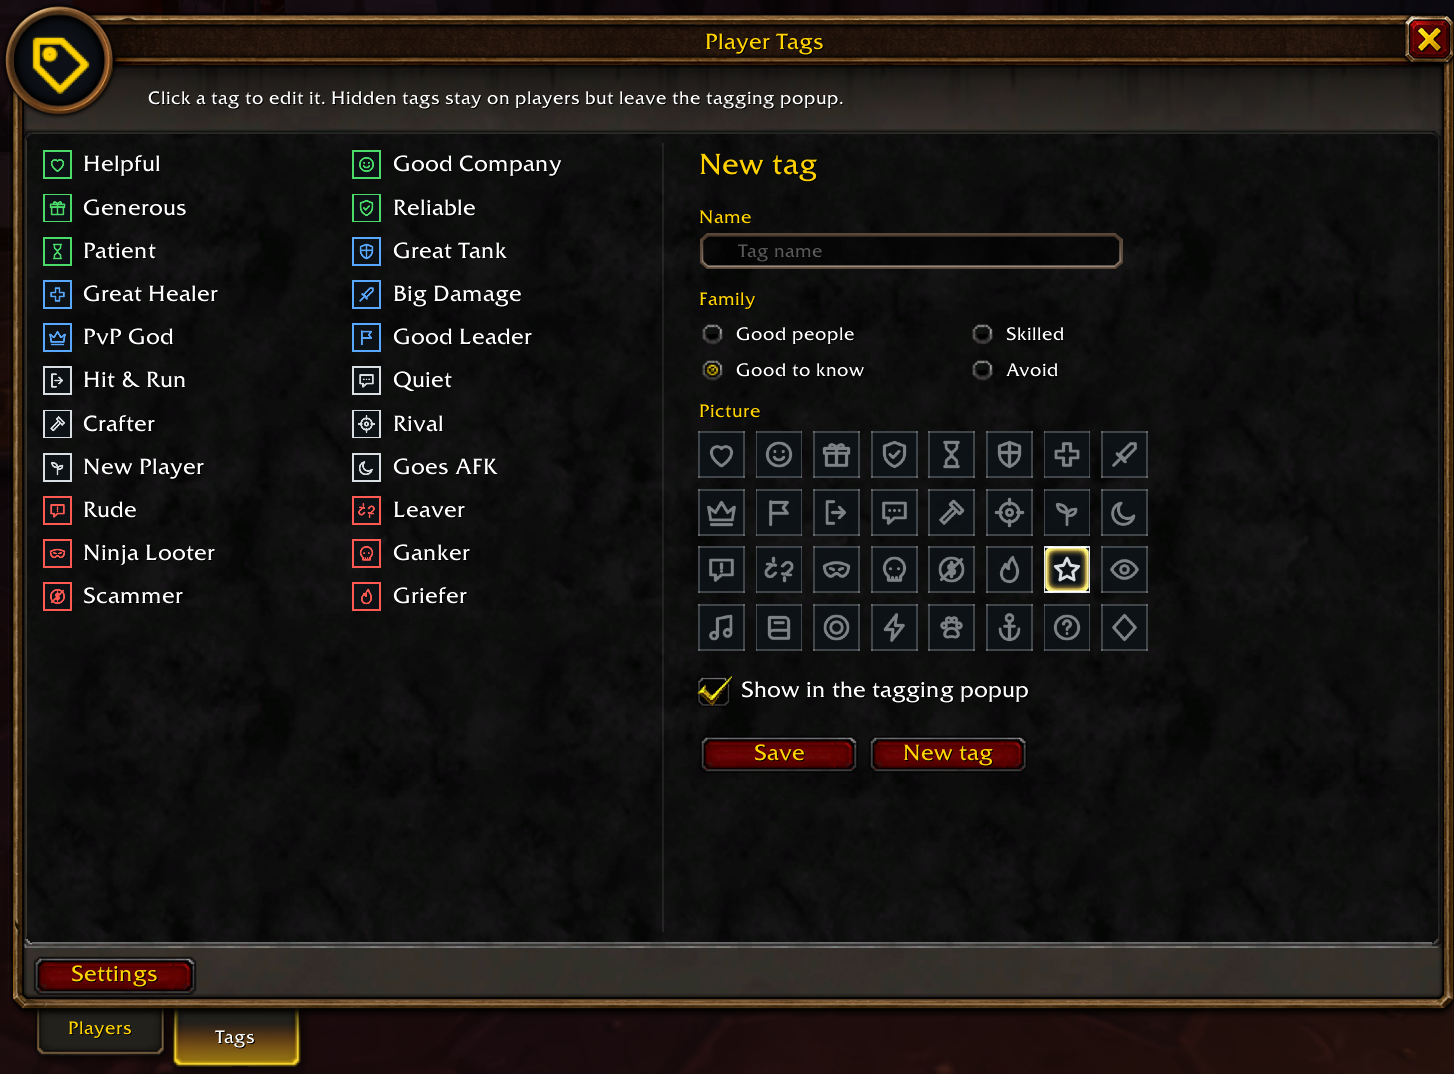 Player Tags
Click a tag to edit it. Hidden tags stay on players but leave the tagging popup.
Helpful
Good Company
Generous
Reliable
Patient
Great Tank
Great Healer
Big Damage
PvP God
Good Leader
Hit & Run
Quiet
Crafter
Rival
New Player
Goes AFK
Rude
Leaver
Ninja Looter
Ganker
Scammer
Griefer
New tag
Name
Tag name
Family
Good people
Skilled
Good to know
Avoid
Picture
Show in the tagging popup
Save
New tag
Settings
Players
Tags